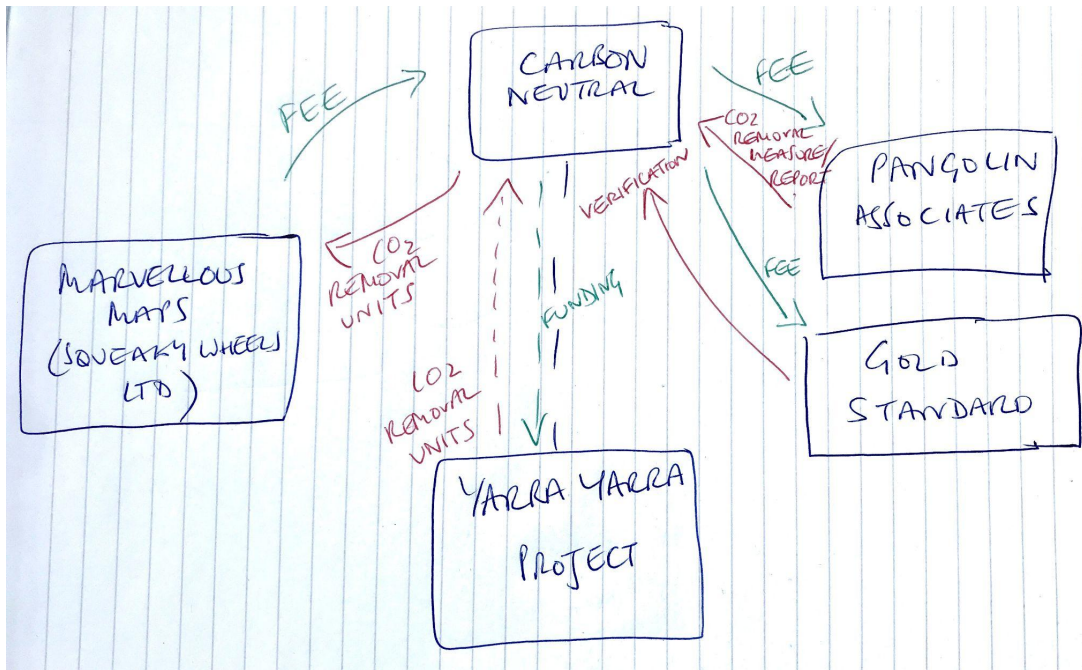 CARBON
NEUTRAL
FEE
FEE
CO2
REMOVAL
MEASURE/
REPORT
PANGOLIN
ASSOCIATES
VERIFICATION
MARVELLOUS
MAPS
(SQUEAKY WHEELS
LTD)
CO2
REMOVAL
UNITS
FUNDING
FEE
GOLD
STANDARD
CO2
REMOVAL
UNITS
YARRA YARRA
PROJECT